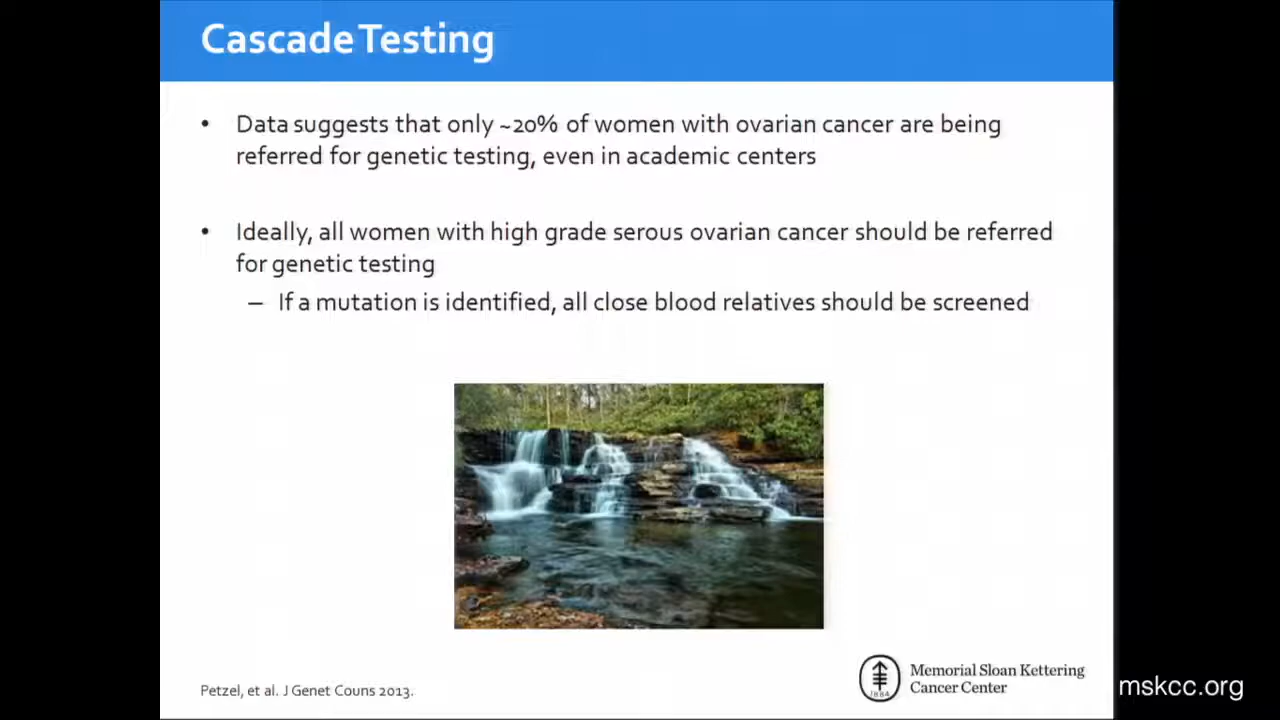 Cascade Testing
• Data suggests that only ~20% of women with ovarian cancer are being
referred for genetic testing, even in academic centers
• Ideally, all women with high grade serous ovarian cancer should be referred
for genetic testing
– If a mutation is identified, all close blood relatives should be screened
Petzel, et al. J Genet Couns 2013.
1884
Memorial Sloan Kettering
Cancer Center
mskcc.org